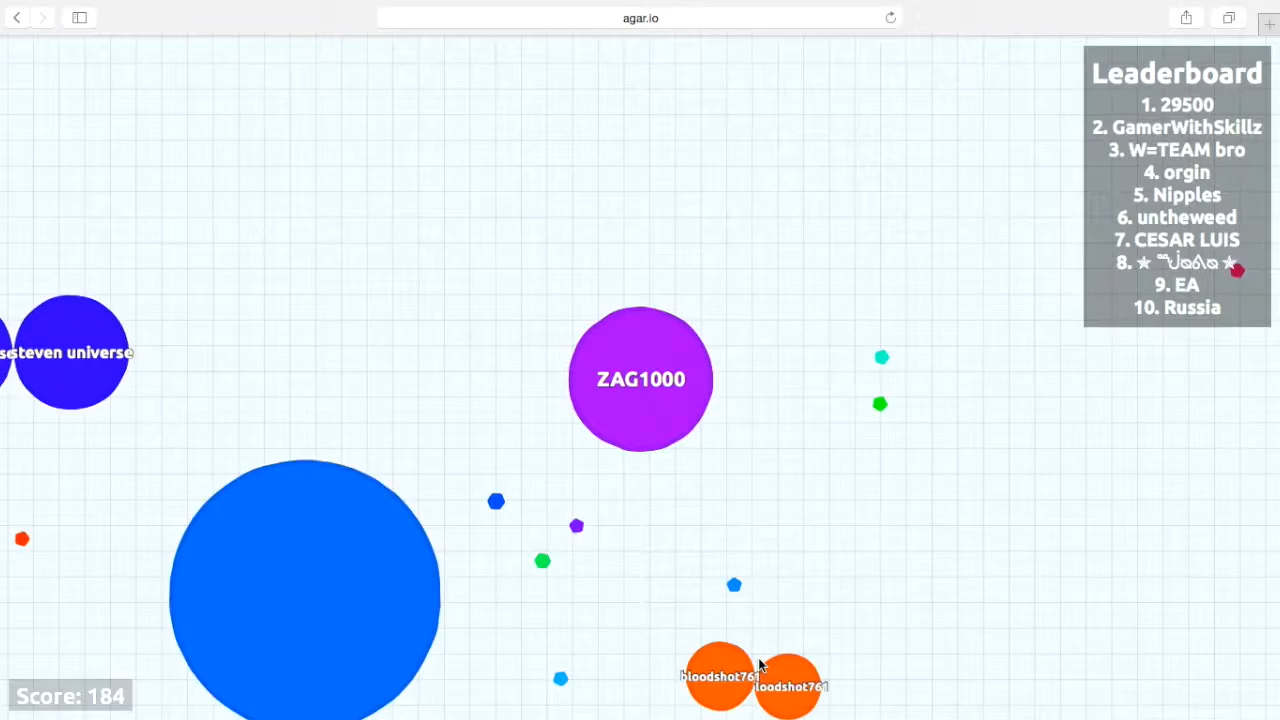 agar.io
Leaderboard
1. 29500
2. GamerWithSkillz
3. W=TEAM bro
4. orgin
5. Nipples
6. untheweed
7. CESAR LUIS
8. ★ ★
9. EA
10. Russia
steven universe
ZAG1000
bloodshot761
loodshot761
Score: 184